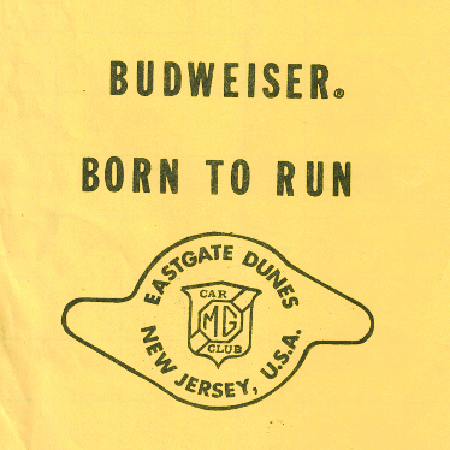 BUDWEISER®
BORN TO RUN
EASTGATE DUNES
CAR
MG
CLUB
NEW JERSEY, U.S.A.